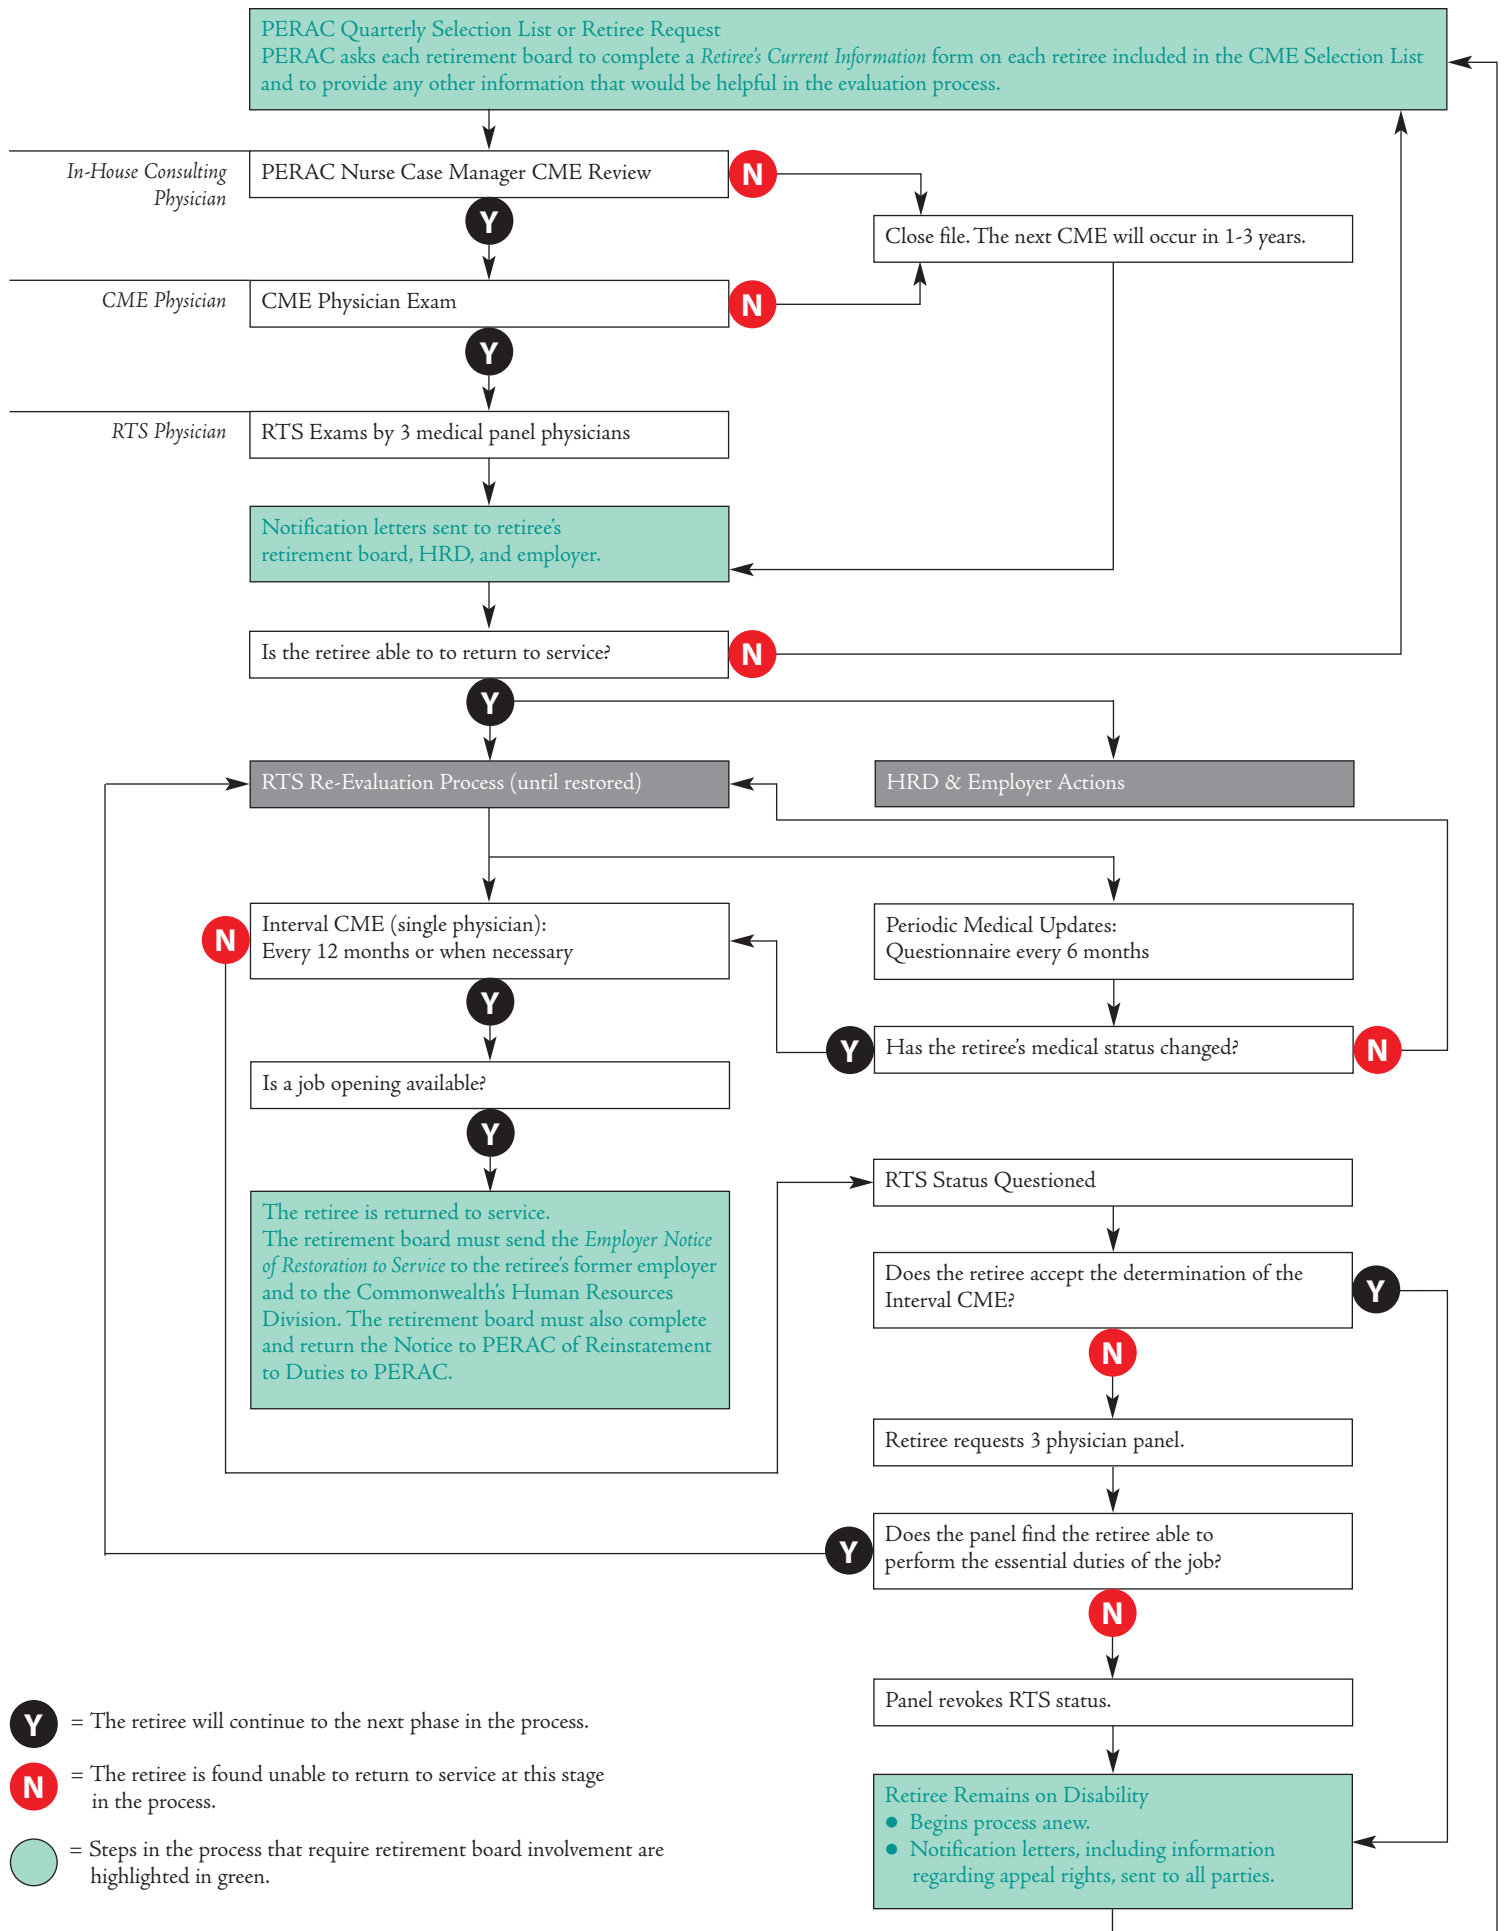 PERAC Quarterly Selection List or Retiree Request
PERAC asks each retirement board to complete a Retiree's Current Information form on each retiree included in the CME Selection List
and to provide any other information that would be helpful in the evaluation process.
In-House Consulting
Physician
PERAC Nurse Case Manager CME Review
N
Y
Close file. The next CME will occur in 1-3 years.
CME Physician
CME Physician Exam
N
Y
RTS Physician
RTS Exams by 3 medical panel physicians
Notification letters sent to retiree's
retirement board, HRD, and employer.
Is the retiree able to to return to service?
N
Y
RTS Re-Evaluation Process (until restored)
HRD & Employer Actions
N
Interval CME (single physician):
Every 12 months or when necessary
Y
Periodic Medical Updates:
Questionnaire every 6 months
Y
Has the retiree's medical status changed?
N
Is a job opening available?
Y
The retiree is returned to service.
The retirement board must send the Employer Notice
of Restoration to Service to the retiree's former employer
and to the Commonwealth's Human Resources
Division. The retirement board must also complete
and return the Notice to PERAC of Reinstatement
to Duties to PERAC.
RTS Status Questioned
Does the retiree accept the determination of the
Interval CME?
Y
N
Retiree requests 3 physician panel.
Y
Does the panel find the retiree able to
perform the essential duties of the job?
N
Panel revokes RTS status.
Retiree Remains on Disability
● Begins process anew.
● Notification letters, including information
regarding appeal rights, sent to all parties.
Y = The retiree will continue to the next phase in the process.
N = The retiree is found unable to return to service at this stage
in the process.
= Steps in the process that require retirement board involvement are
highlighted in green.